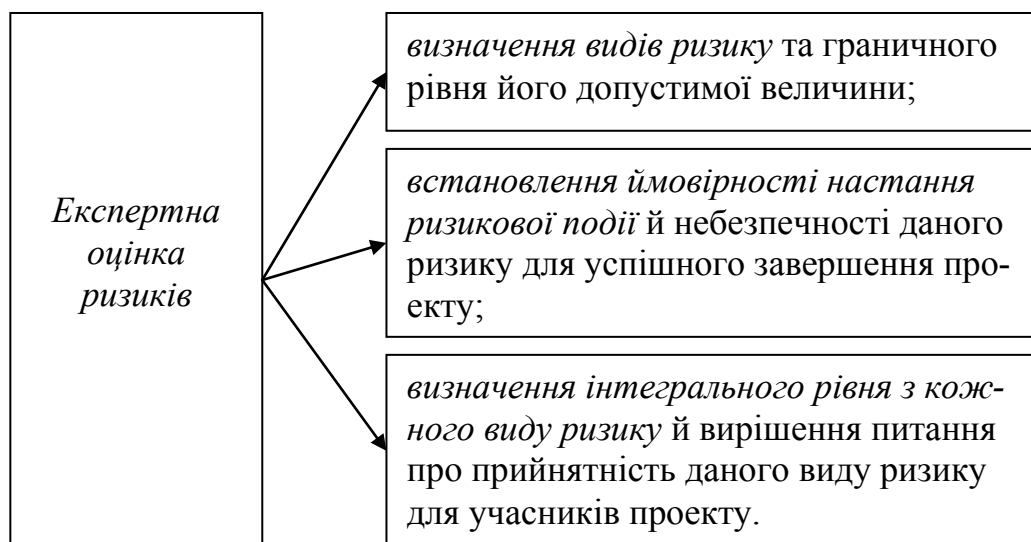 Експертна
оцінка
ризиків
визначення видів ризику та граничного
рівня його допустимої величини;
встановлення ймовірності настання
ризикової події й небезпечності даного
ризику для успішного завершення про-
екту;
визначення інтегрального рівня з кож-
ного виду ризику й вирішення питання
про прийнятність даного виду ризику
для учасників проекту.